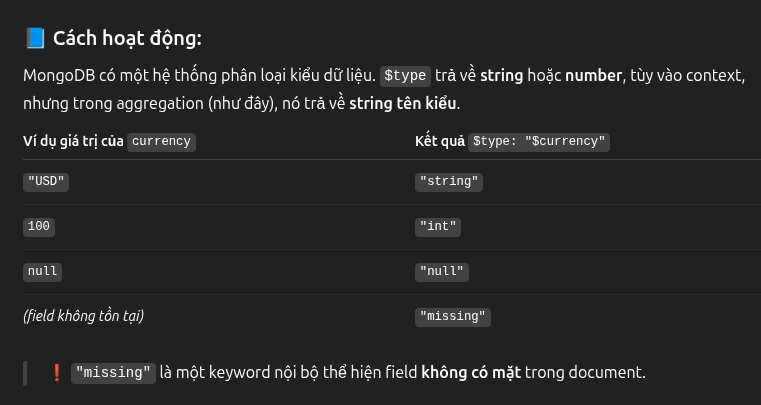 📘 Cách hoạt động:
MongoDB có một hệ thống phân loại kiểu dữ liệu. $type trả về string hoặc number, tùy vào context,
nhưng trong aggregation (như đây), nó trả về string tên kiểu.
Ví dụ giá trị của currency Kết quả $type: "$currency"
"USD" "string"
100 "int"
null "null"
(field không tồn tại) "missing"
❗ "missing" là một keyword nội bộ thể hiện field không có mặt trong document.